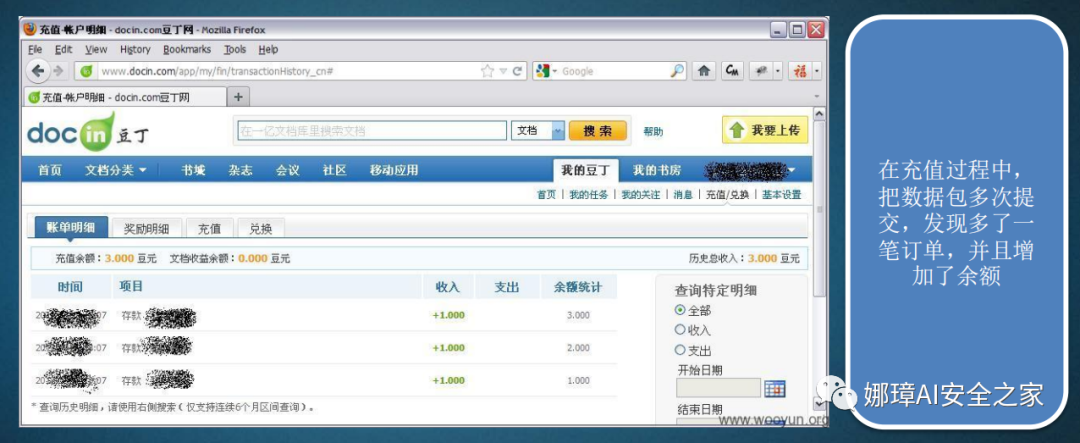 充值-帐户明细 - docin.com豆丁网 - Mozilla Firefox
File Edit View History Bookmarks Tools Help
www.docin.com/app/my/fin/transactionHistory_cn#
Google
福
充值-帐户明细 - docin.com豆丁网
docin 豆丁
在一亿文档库里搜索文档
文档
搜索
帮助
我要上传
首页 文档分类 书城 杂志 会议 社区 移动应用 我的豆丁 我的书房
首页 | 我的任务 | 我的关注 | 消息 | 充值/兑换 | 基本设置
账单明细 奖励明细 充值 兑换
充值余额：3.000 豆元 文档收益余额：0.000 豆元 历史总收入：3.000 豆元
时间 项目 收入 支出 余额统计
存款 +1.000 3.000
存款 +1.000 2.000
存款 +1.000 1.000
* 查询历史明细，请使用右侧搜索（仅支持连续6个月区间查询）。
查询特定明细
全部
收入
支出
开始日期
结束日期
www.wooyun.org
在充值过程中，
把数据包多次提
交，发现多了一
笔订单，并且增
加了余额
娜璋AI安全之家